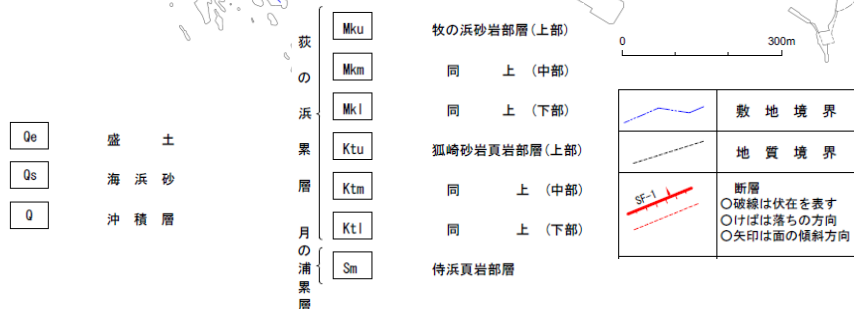 Qe 盛土
Qs 海浜砂
Q 沖積層
荻の浜累層
Mku 牧の浜砂岩部層(上部)
Mkm 同上(中部)
Mkl 同上(下部)
Ktu 狐崎砂岩頁岩部層(上部)
Ktm 同上(中部)
Ktl 同上(下部)
月の浦累層
Sm 侍浜頁岩部層
0 300m
敷地境界
地質境界
SF-1
断層
○破線は伏在を表す
○けばは落ちの方向
○矢印は面の傾斜方向